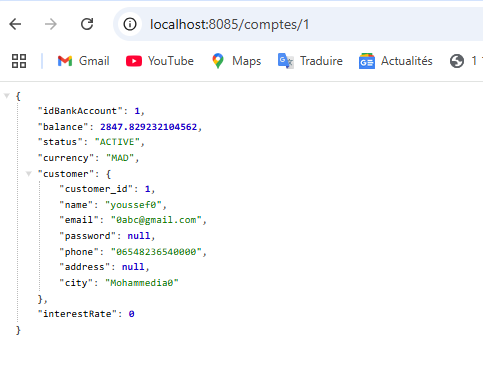 localhost:8085/comptes/1
Gmail YouTube Maps Traduire Actualités 1
{
"idBankAccount": 1,
"balance": 2847.829232104562,
"status": "ACTIVE",
"currency": "MAD",
"customer": {
"customer_id": 1,
"name": "youssef0",
"email": "0abc@gmail.com",
"password": null,
"phone": "06548236540000",
"address": null,
"city": "Mohammedia0"
},
"interestRate": 0
}